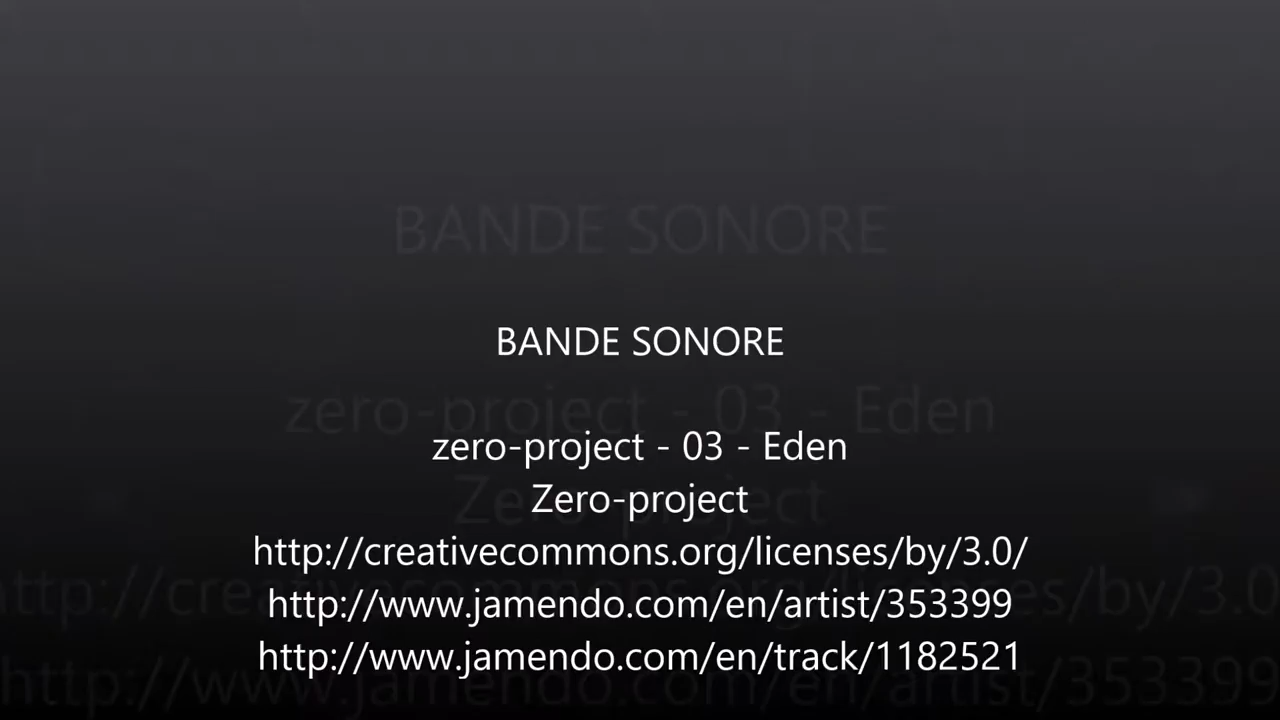 BANDE SONORE
zero-project - 03 - Eden
Zero-project
http://creativecommons.org/licenses/by/3.0/
http://www.jamendo.com/en/artist/353399
http://www.jamendo.com/en/track/1182521